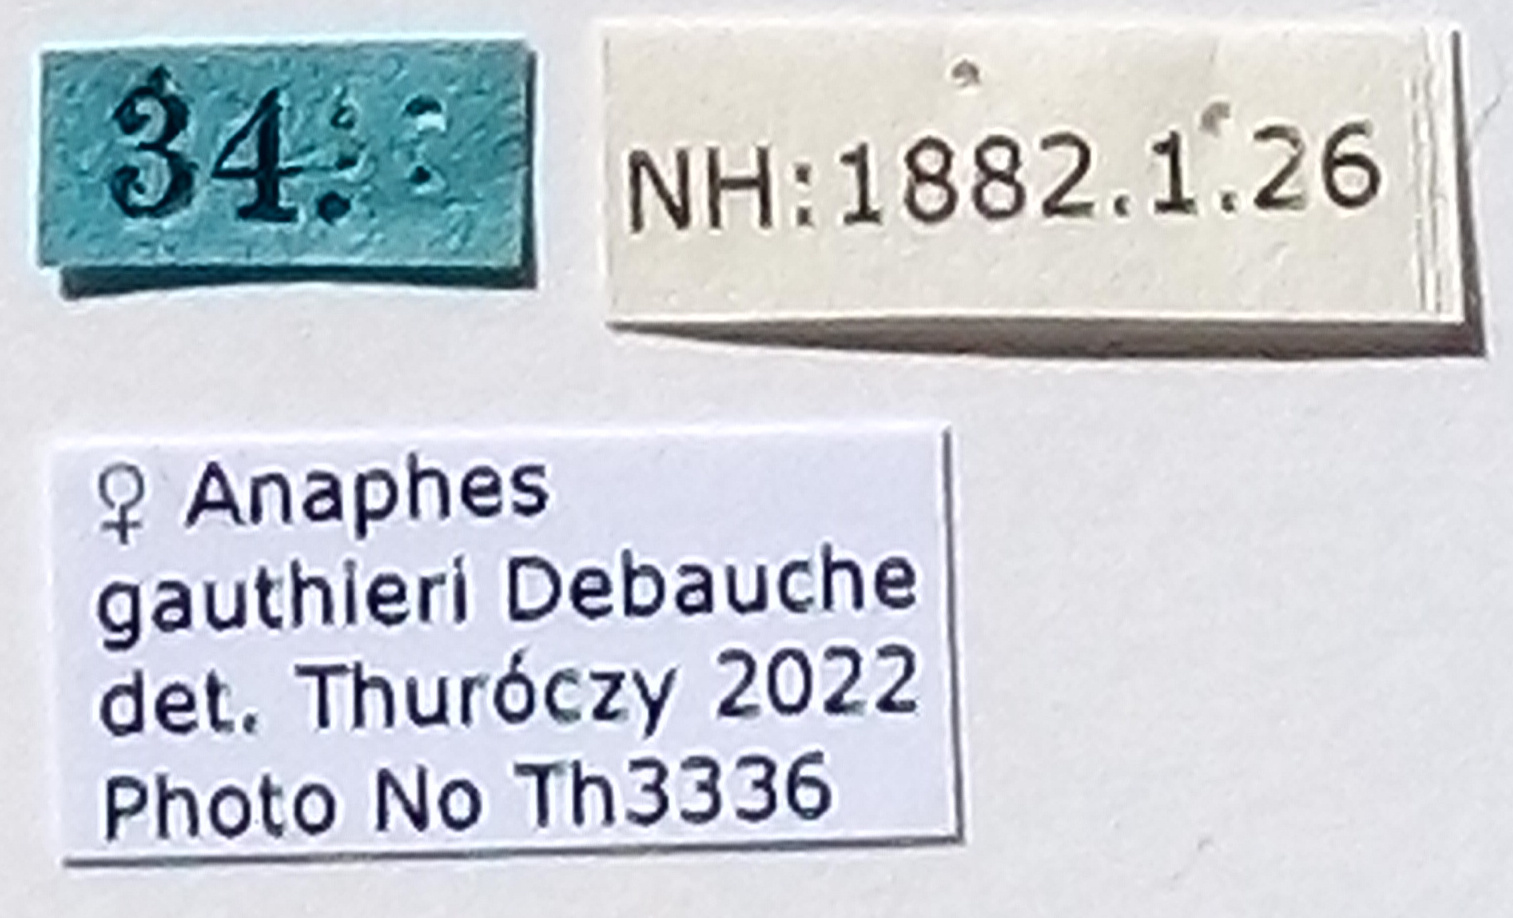 34.
NH:1882.1.26
♀ Anaphes
gauthieri Debauche
det. Thuróczy 2022
Photo No Th3336